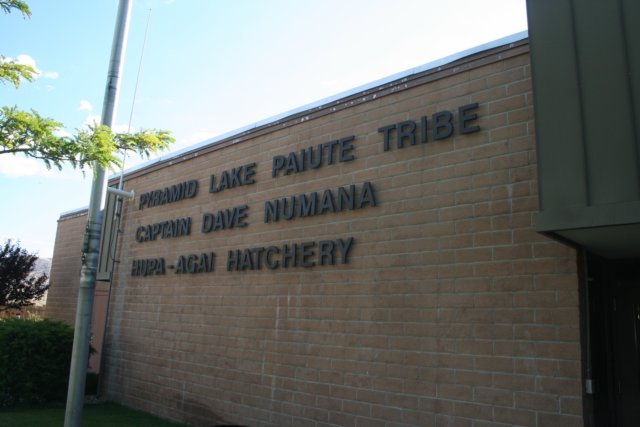 PYRAMID LAKE PAIUTE TRIBE
CAPTAIN DAVE NUMANA
HUPA-AGAI HATCHERY